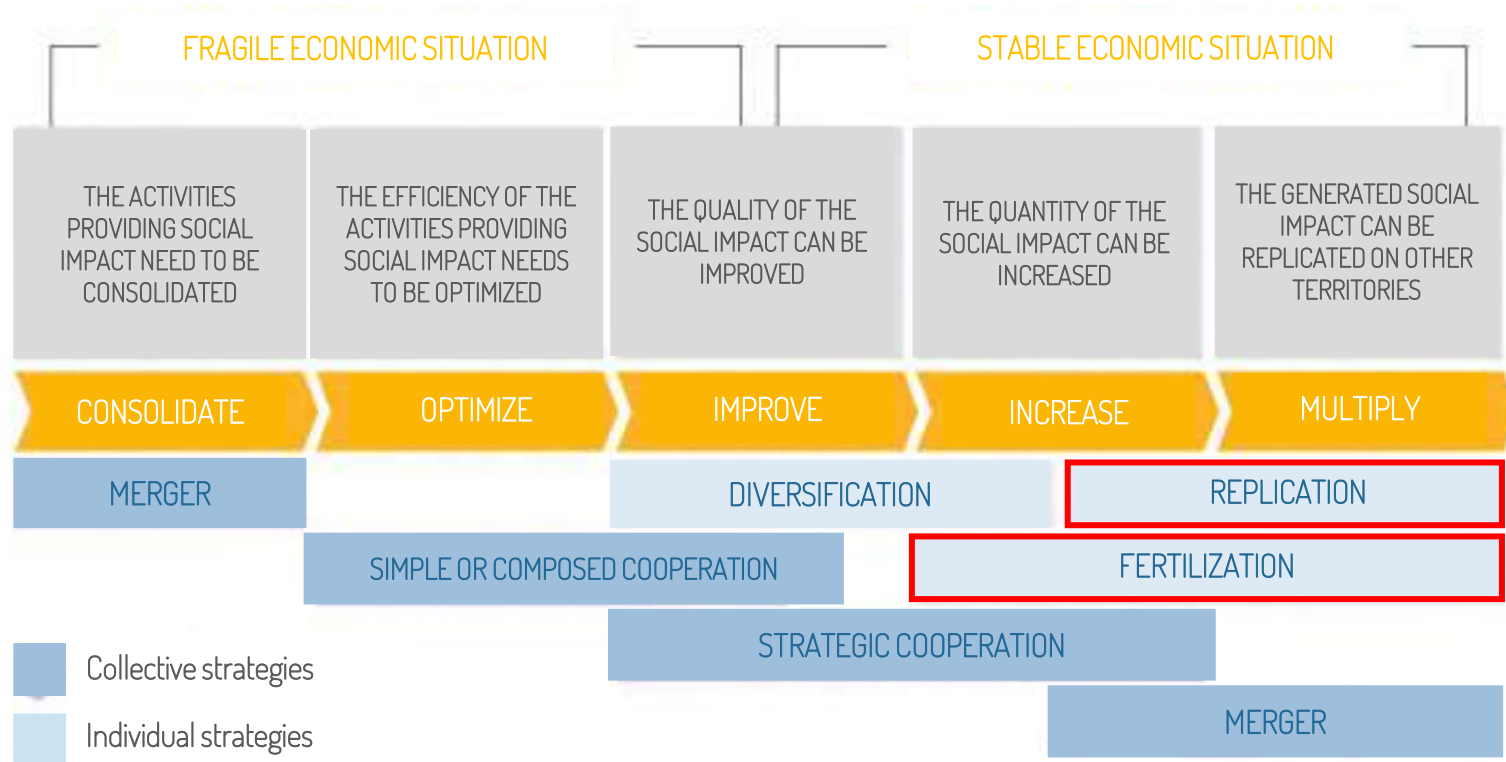 FRAGILE ECONOMIC SITUATION
STABLE ECONOMIC SITUATION
THE ACTIVITIES
PROVIDING SOCIAL
IMPACT NEED TO BE
CONSOLIDATED
THE EFFICIENCY OF THE
ACTIVITIES PROVIDING
SOCIAL IMPACT NEEDS
TO BE OPTIMIZED
THE QUALITY OF THE
SOCIAL IMPACT CAN BE
IMPROVED
THE QUANTITY OF THE
SOCIAL IMPACT CAN BE
INCREASED
THE GENERATED SOCIAL
IMPACT CAN BE
REPLICATED ON OTHER
TERRITORIES
CONSOLIDATE
OPTIMIZE
IMPROVE
INCREASE
MULTIPLY
MERGER
DIVERSIFICATION
REPLICATION
SIMPLE OR COMPOSED COOPERATION
FERTILIZATION
STRATEGIC COOPERATION
MERGER
Collective strategies
Individual strategies